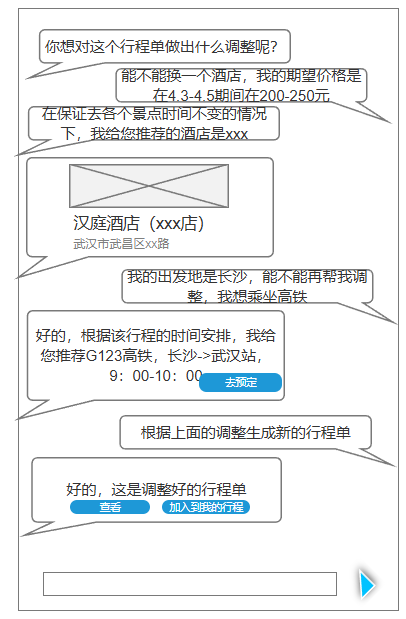 你想对这个行程单做出什么调整呢？
能不能换一个酒店，我的期望价格是
在4.3-4.5期间在200-250元
在保证去各个景点时间不变的情况
下，我给您推荐的酒店是xxx
汉庭酒店（xxx店）
武汉市武昌区xx路
我的出发地是长沙，能不能再帮我调
整，我想乘坐高铁
好的，根据该行程的时间安排，我给
您推荐G123高铁，长沙->武汉站，
9：00-10：00
去预定
根据上面的调整生成新的行程单
好的，这是调整好的行程单
查看 加入到我的行程